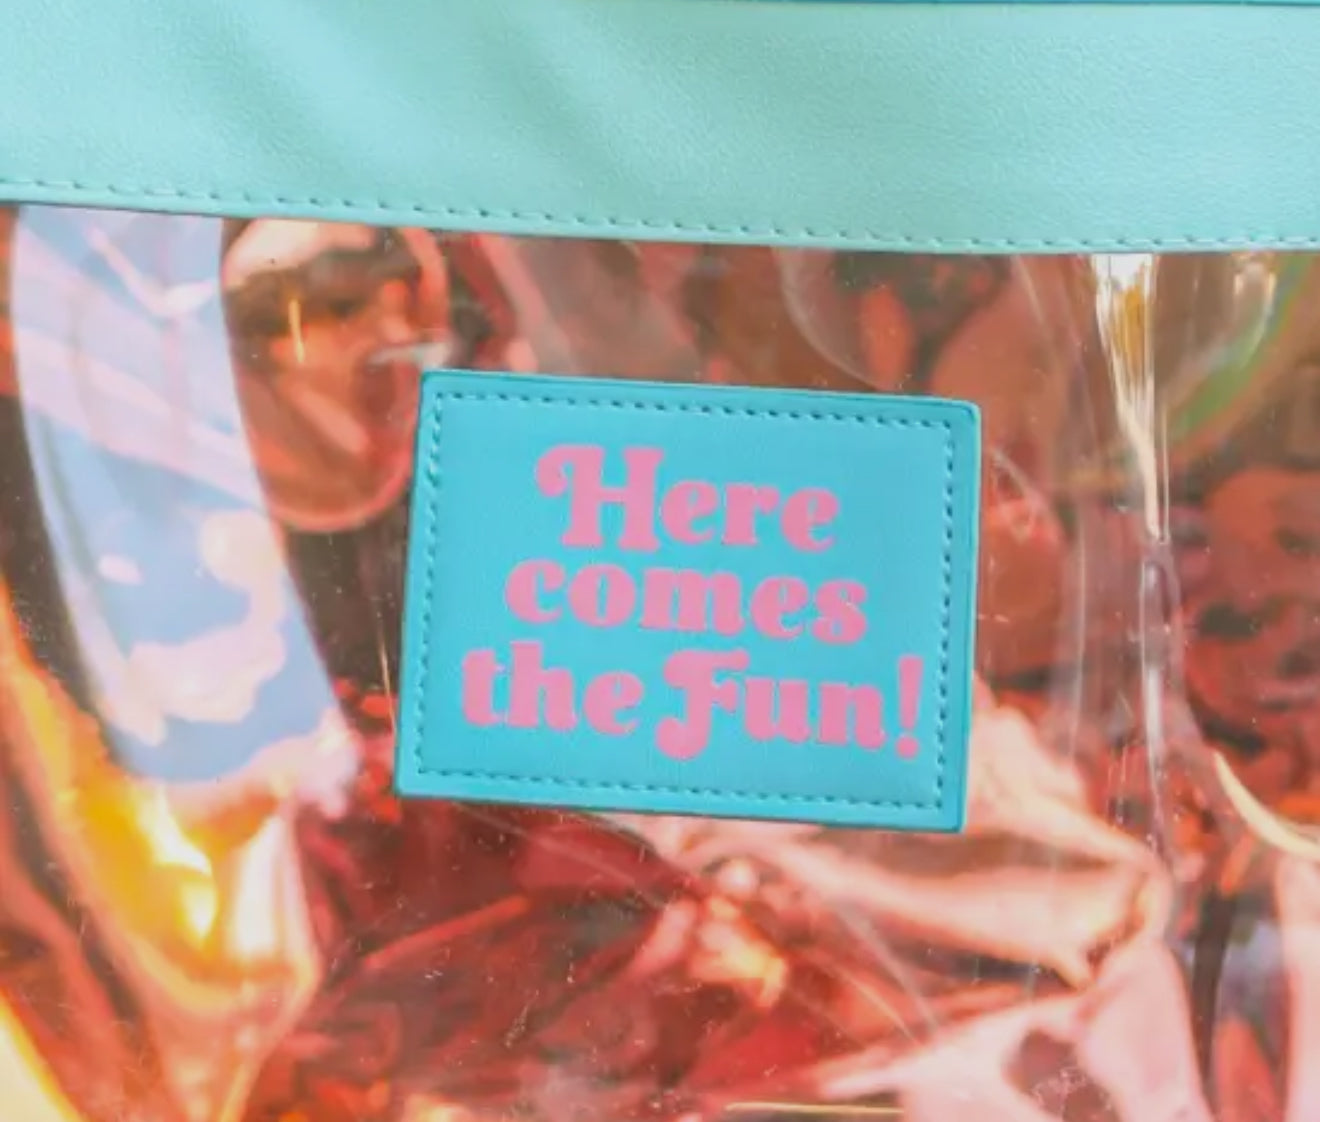 Here
comes
the Fun!